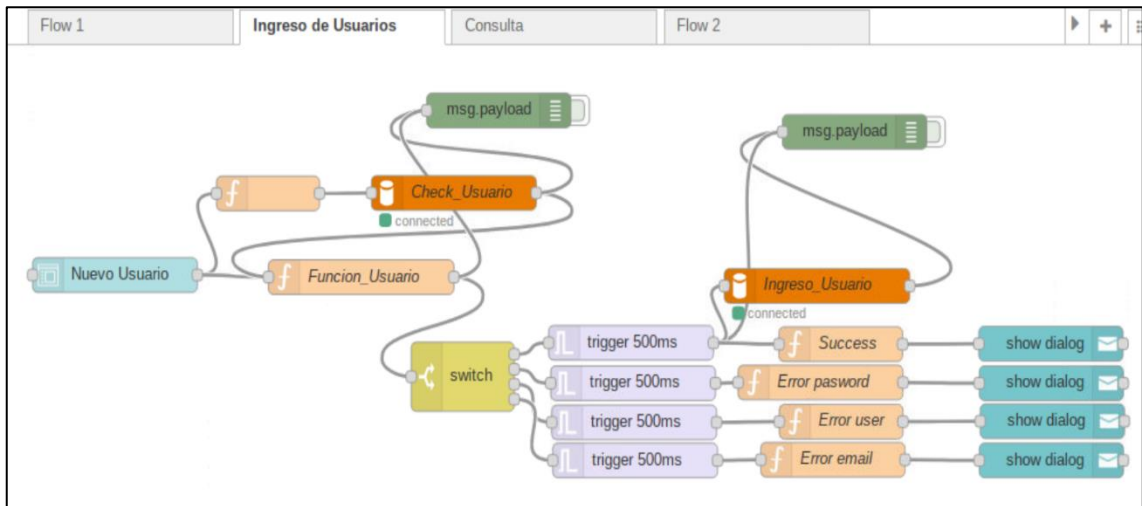 Flow 1
Ingreso de Usuarios
Consulta
Flow 2
msg.payload
msg.payload
Check_Usuario
connected
Nuevo Usuario
Funcion_Usuario
Ingreso_Usuario
connected
switch
trigger 500ms
Success
show dialog
trigger 500ms
Error pasword
show dialog
trigger 500ms
Error user
show dialog
trigger 500ms
Error email
show dialog